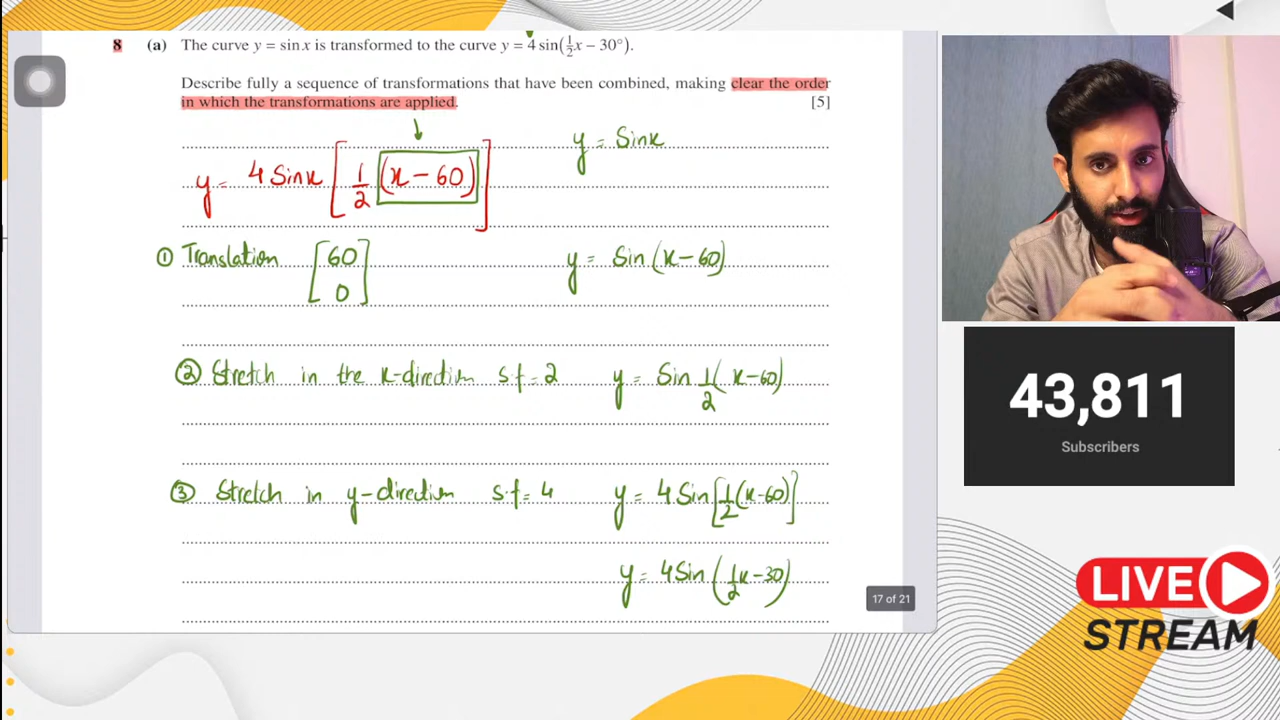 8 (a) The curve y = sin x is transformed to the curve y = 4 sin(½x − 30°).
Describe fully a sequence of transformations that have been combined, making clear the order
in which the transformations are applied. [5]
y = Sinx
y = 4 Sinx [ 1/2 (x − 60) ]
① Translation [60 0] y = Sin (x − 60)
② Stretch in the x-direction s.f = 2 y = Sin 1/2 (x − 60)
③ Stretch in y-direction s.f = 4 y = 4 Sin [1/2 (x − 60)]
y = 4 Sin (1/2 x − 30)
17 of 21
43,811
Subscribers
LIVE
STREAM